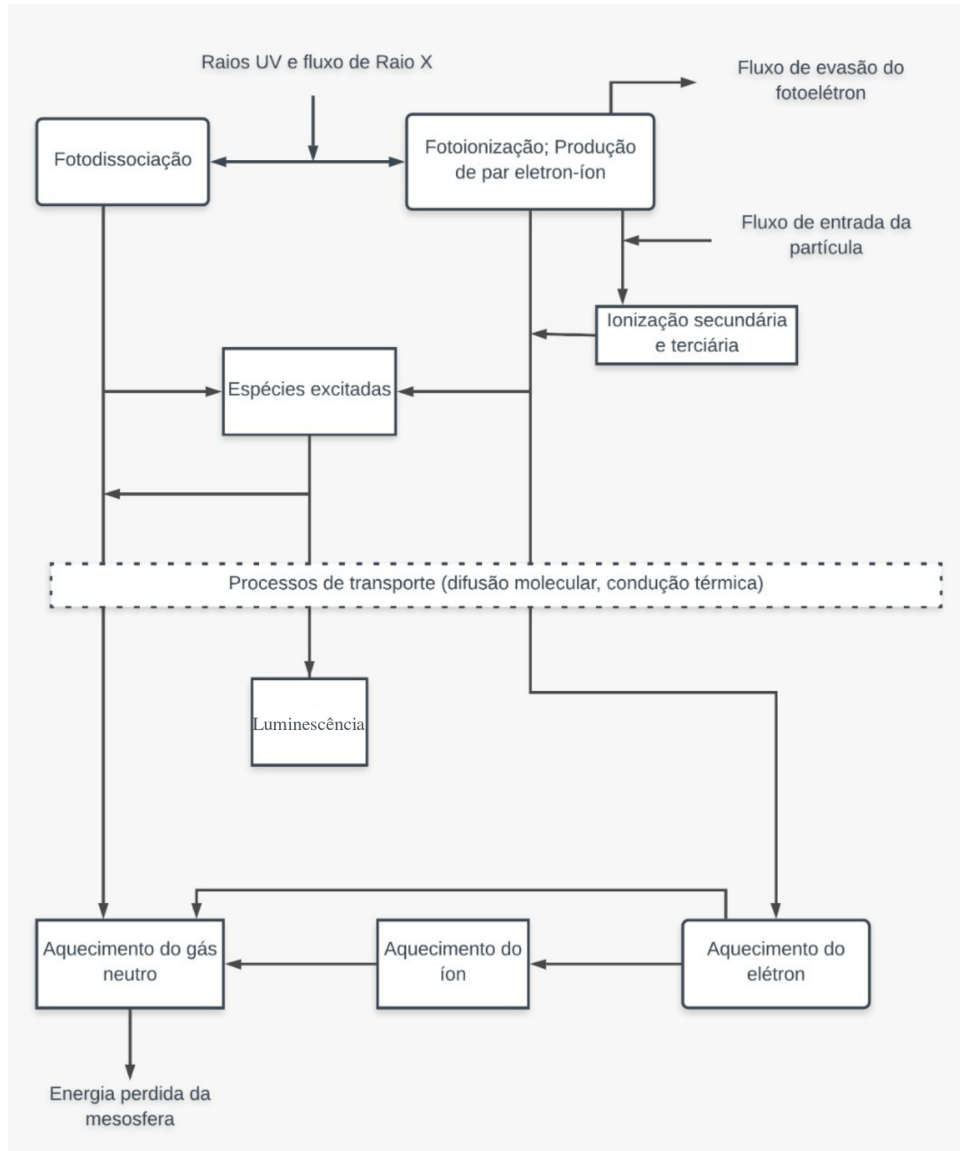 Raios UV e fluxo de Raio X
Fluxo de evasão do
fotoelétron
Fotodissociação
Fotoionização; Produção
de par eletron-íon
Fluxo de entrada da
partícula
Ionização secundária
e terciária
Espécies excitadas
Processos de transporte (difusão molecular, condução térmica)
Luminescência
Aquecimento do gás
neutro
Aquecimento do
íon
Aquecimento do
elétron
Energia perdida da
mesosfera